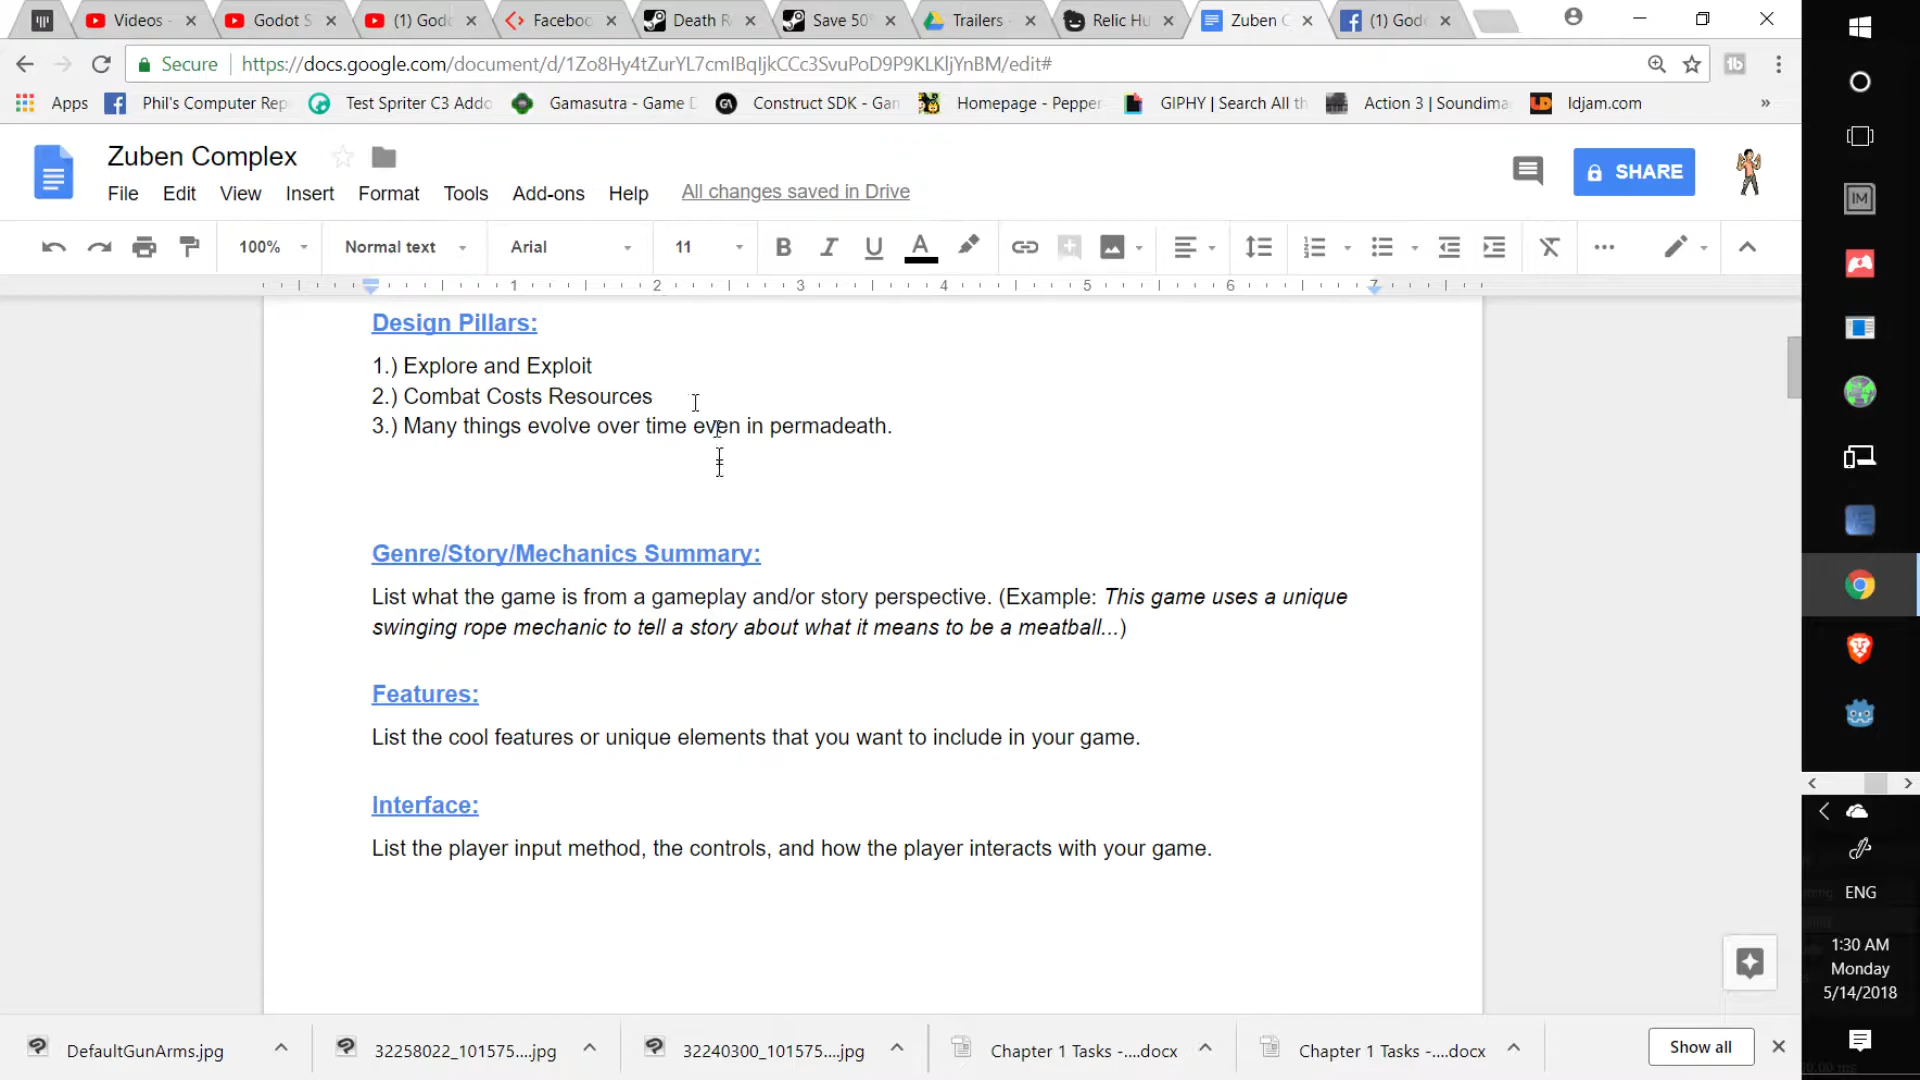 Videos -
Godot S
(1) God
Faceboo
Death R
Save 50
Trailers -
Relic Hu
Zuben C
(1) God
Secure
https://docs.google.com/document/d/1Zo8Hy4tZurYL7cmIBqIjkCCc3SvuPoD9P9KLKljYnBM/edit#
Apps
Phil's Computer Rep
Test Spriter C3 Addo
Gamasutra - Game D
Construct SDK - Gan
Homepage - Pepper
GIPHY | Search All th
Action 3 | Soundima
ldjam.com
»
Zuben Complex
SHARE
File Edit View Insert Format Tools Add-ons Help All changes saved in Drive
100% Normal text Arial 11 B I U A
1 2 3 4 5 6 7
Design Pillars:
1.) Explore and Exploit
2.) Combat Costs Resources
3.) Many things evolve over time even in permadeath.
Genre/Story/Mechanics Summary:
List what the game is from a gameplay and/or story perspective. (Example: This game uses a unique
swinging rope mechanic to tell a story about what it means to be a meatball...)
Features:
List the cool features or unique elements that you want to include in your game.
Interface:
List the player input method, the controls, and how the player interacts with your game.
IM
ENG
1:30 AM
Monday
5/14/2018
DefaultGunArms.jpg
32258022_101575....jpg
32240300_101575....jpg
Chapter 1 Tasks -....docx
Chapter 1 Tasks -....docx
Show all